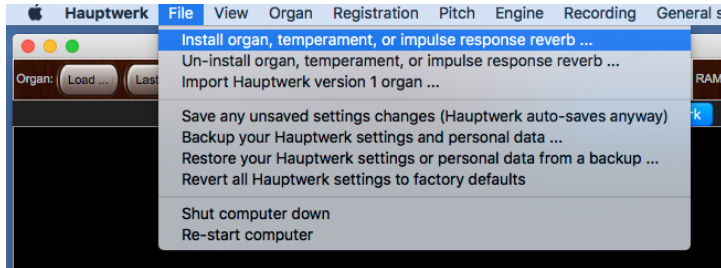 Hauptwerk File View Organ Registration Pitch Engine Recording General s
Install organ, temperament, or impulse response reverb ...
Un-install organ, temperament, or impulse response reverb ...
Import Hauptwerk version 1 organ ...
Organ: Load ... Last RAM
Save any unsaved settings changes (Hauptwerk auto-saves anyway)
k
Backup your Hauptwerk settings and personal data ...
Restore your Hauptwerk settings or personal data from a backup ...
Revert all Hauptwerk settings to factory defaults
Shut computer down
Re-start computer